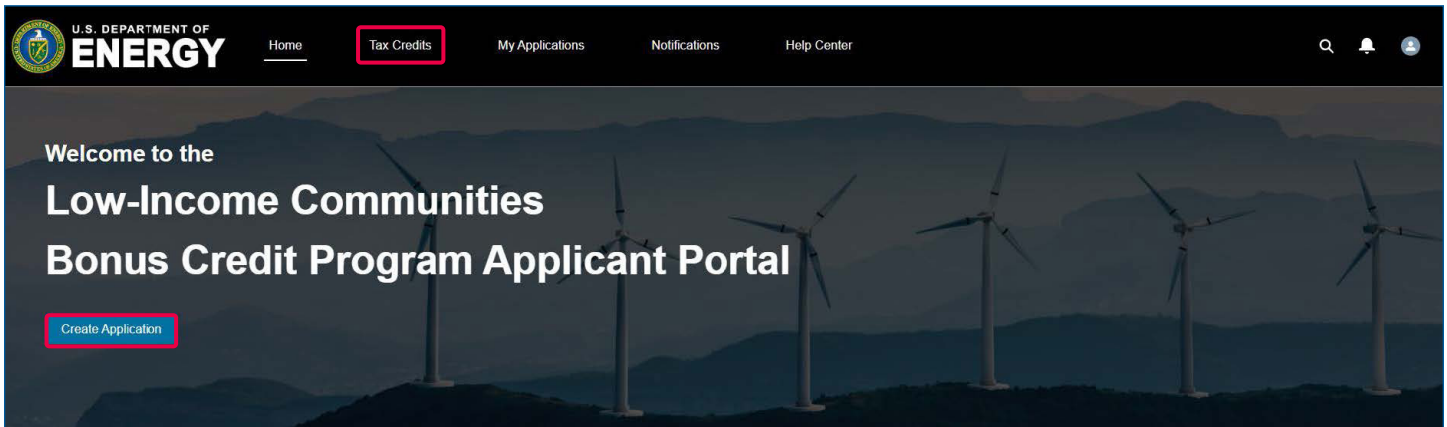 U.S. DEPARTMENT OF
ENERGY
Home
Tax Credits
My Applications
Notifications
Help Center
Welcome to the
Low-Income Communities
Bonus Credit Program Applicant Portal
Create Application